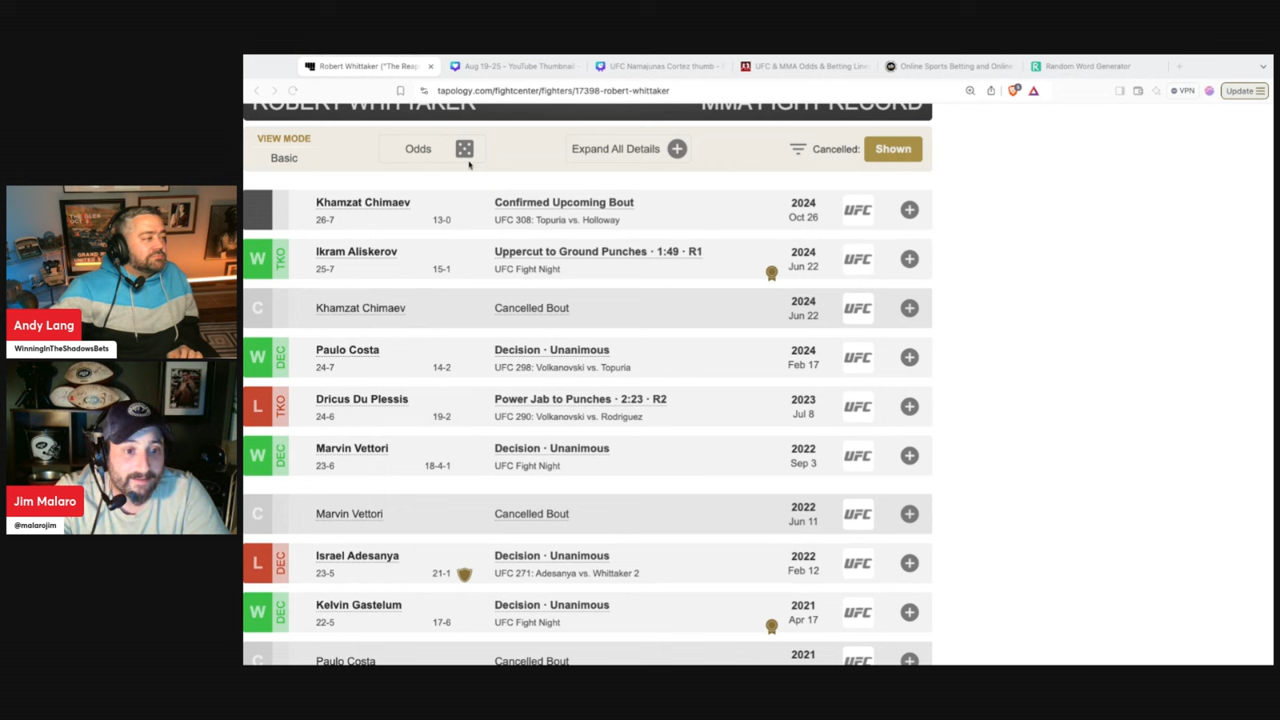 Robert Whittaker ("The Reap
Aug 19-25 - YouTube Thumbnail
UFC Namajunas Cortez thumb -
UFC & MMA Odds & Betting Line
Online Sports Betting and Online
Random Word Generator
tapology.com/fightcenter/fighters/17398-robert-whittaker
VPN
Update
ROBERT WHITTAKER
MMA FIGHT RECORD
VIEW MODE
Basic
Odds
Expand All Details
Cancelled:
Shown
Khamzat Chimaev
26-7 13-0
Confirmed Upcoming Bout
UFC 308: Topuria vs. Holloway
2024
Oct 26
UFC
W TKO
Ikram Aliskerov
25-7 15-1
Uppercut to Ground Punches · 1:49 · R1
UFC Fight Night
2024
Jun 22
UFC
C
Khamzat Chimaev
Cancelled Bout
2024
Jun 22
UFC
W DEC
Paulo Costa
24-7 14-2
Decision · Unanimous
UFC 298: Volkanovski vs. Topuria
2024
Feb 17
UFC
L TKO
Dricus Du Plessis
24-6 19-2
Power Jab to Punches · 2:23 · R2
UFC 290: Volkanovski vs. Rodriguez
2023
Jul 8
UFC
W DEC
Marvin Vettori
23-6 18-4-1
Decision · Unanimous
UFC Fight Night
2022
Sep 3
UFC
C
Marvin Vettori
Cancelled Bout
2022
Jun 11
UFC
L DEC
Israel Adesanya
23-5 21-1
Decision · Unanimous
UFC 271: Adesanya vs. Whittaker 2
2022
Feb 12
UFC
W DEC
Kelvin Gastelum
22-5 17-6
Decision · Unanimous
UFC Fight Night
2021
Apr 17
UFC
C
Paulo Costa
Cancelled Bout
2021
UFC
Andy Lang
WinningInTheShadowsBets
Jim Malaro
@malarojim